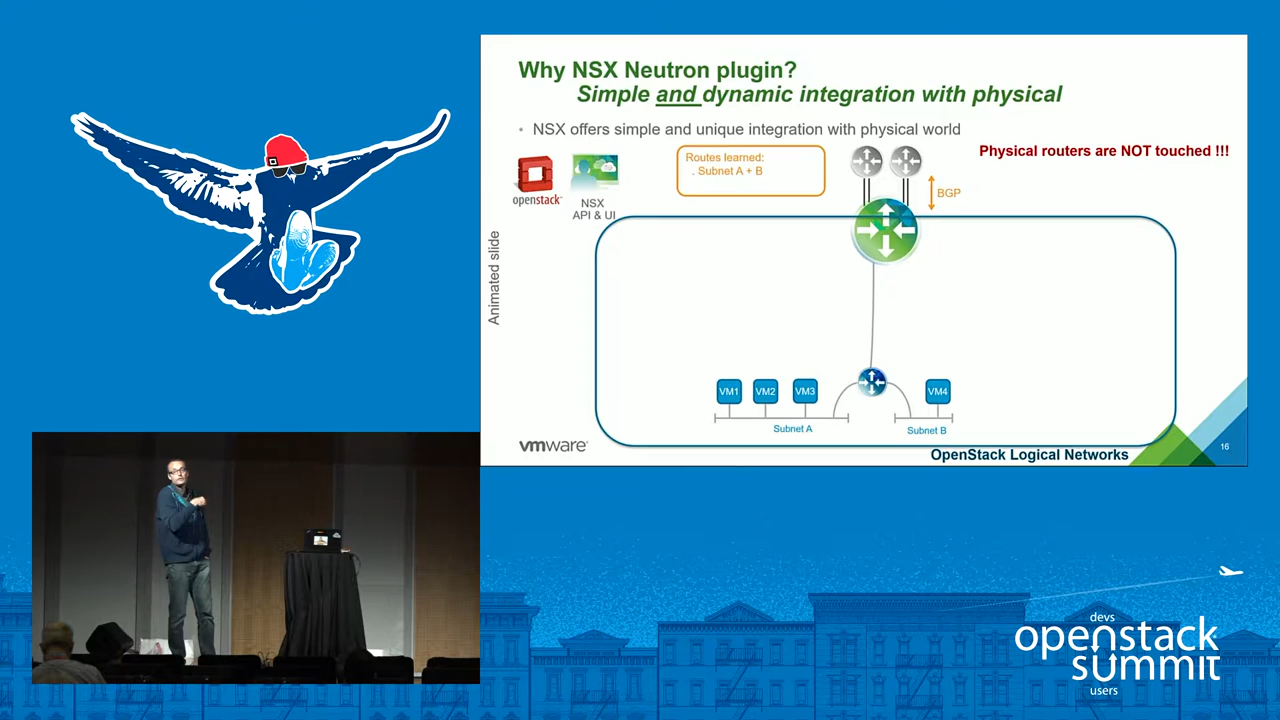 Why NSX Neutron plugin?
Simple and dynamic integration with physical
• NSX offers simple and unique integration with physical world
Physical routers are NOT touched !!!
Routes learned:
. Subnet A + B
openstack
NSX
API & UI
BGP
Animated slide
VM1
VM2
VM3
VM4
Subnet A
Subnet B
vmware
OpenStack Logical Networks
16
devs
openstack
summit
users